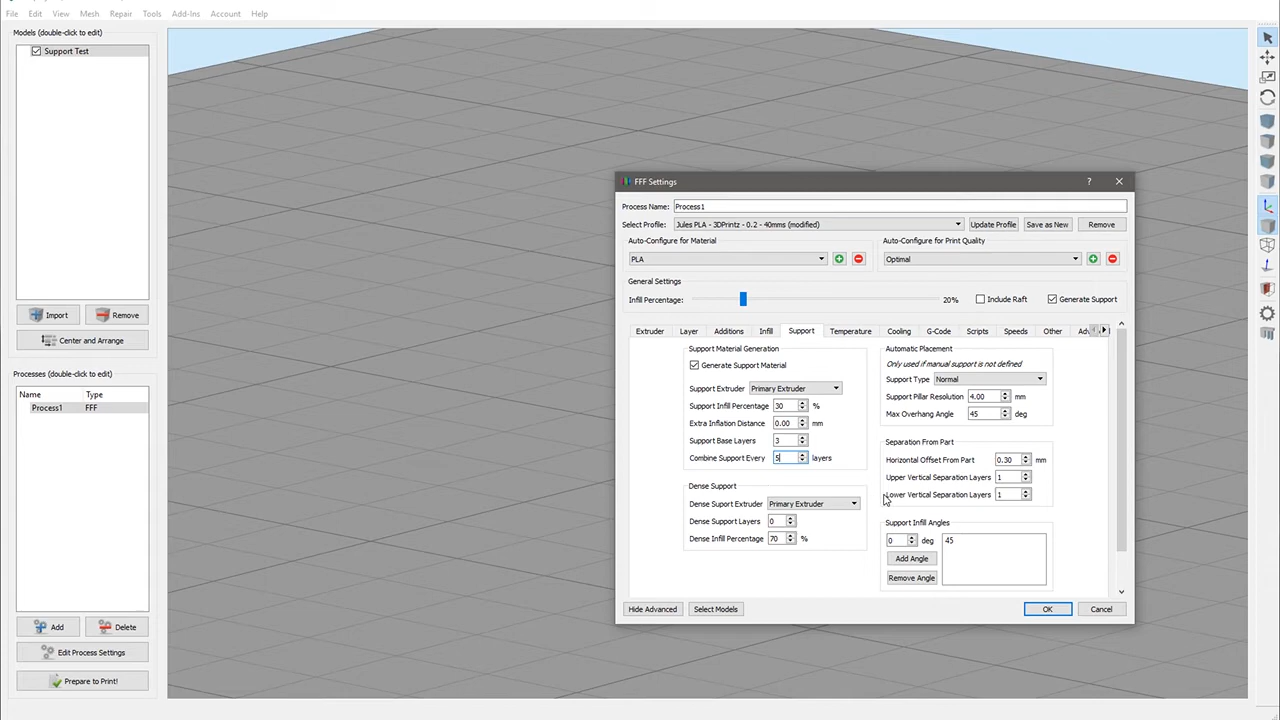 File Edit View Mesh Repair Tools Add-Ins Account Help
Models (double-click to edit)
Support Test
Import Remove
Center and Arrange
Processes (double-click to edit)
Name Type
Process1 FFF
Add Delete
Edit Process Settings
Prepare to Print!
FFF Settings ?
Process Name: Process1
Select Profile: Jules PLA - 3DPrintz - 0.2 - 40mms (modified) Update Profile Save as New Remove
Auto-Configure for Material Auto-Configure for Print Quality
PLA Optimal
General Settings
Infill Percentage: 20% Include Raft Generate Support
Extruder Layer Additions Infill Support Temperature Cooling G-Code Scripts Speeds Other
Support Material Generation
Generate Support Material
Support Extruder Primary Extruder
Support Infill Percentage 30 %
Extra Inflation Distance 0.00 mm
Support Base Layers 3
Combine Support Every 5 layers
Dense Support
Dense Suport Extruder Primary Extruder
Dense Support Layers 0
Dense Infill Percentage 70 %
Automatic Placement
Only used if manual support is not defined
Support Type Normal
Support Pillar Resolution 4.00 mm
Max Overhang Angle 45 deg
Separation From Part
Horizontal Offset From Part 0.30 mm
Upper Vertical Separation Layers 1
Lower Vertical Separation Layers 1
Support Infill Angles
0 deg 45
Add Angle
Remove Angle
Hide Advanced Select Models OK Cancel